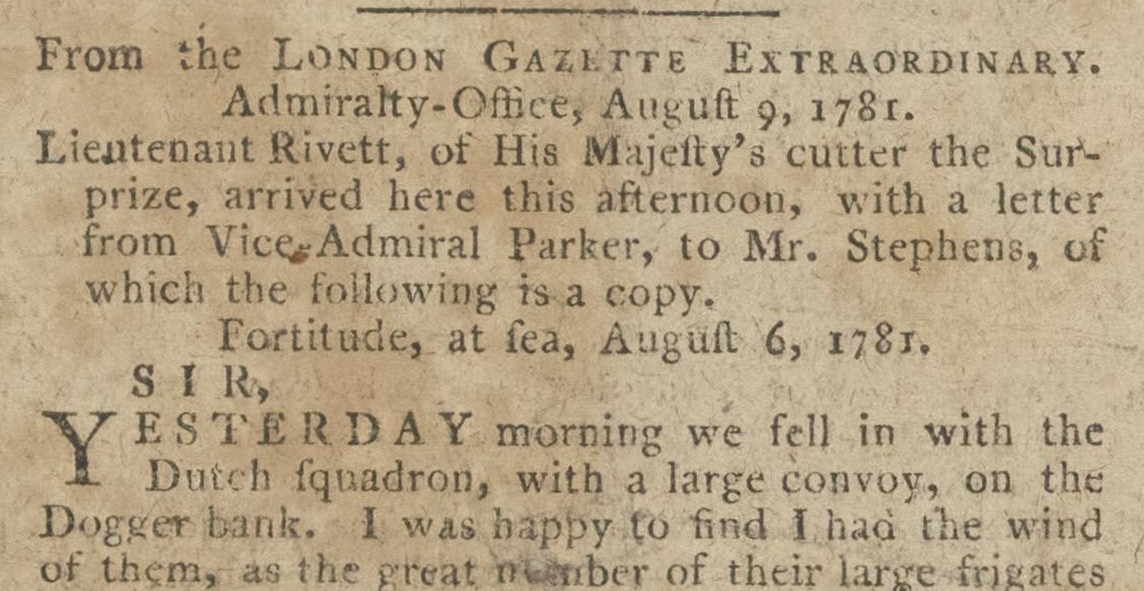 From the LONDON GAZETTE EXTRAORDINARY.
Admiralty-Office, Auguſt 9, 1781.
Lieutenant Rivett, of His Majeſty's cutter the Sur-
prize, arrived here this afternoon, with a letter
from Vice-Admiral Parker, to Mr. Stephens, of
which the following is a copy.
Fortitude, at ſea, Auguſt 6, 1781.
SIR,
YESTERDAY morning we fell in with the
Dutch ſquadron, with a large convoy, on the
Dogger bank. I was happy to find I had the wind
of them, as the great number of their large frigates